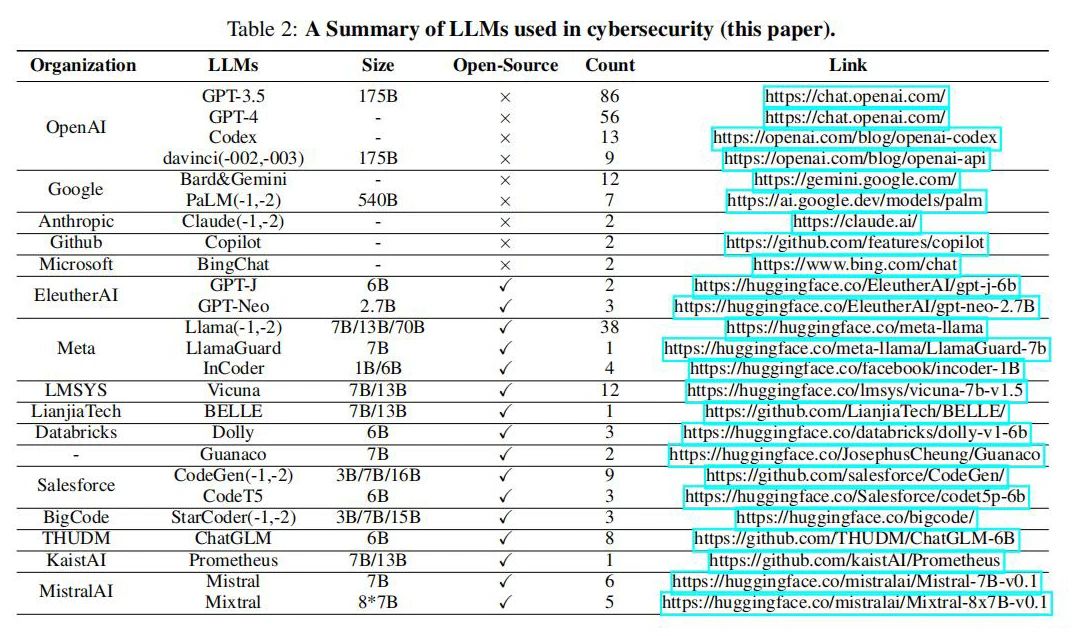 Table 2: A Summary of LLMs used in cybersecurity (this paper).
Organization LLMs Size Open-Source Count Link
OpenAI GPT-3.5 175B × 86 https://chat.openai.com/
GPT-4 - × 56 https://chat.openai.com/
Codex - × 13 https://openai.com/blog/openai-codex
davinci(-002,-003) 175B × 9 https://openai.com/blog/openai-api
Google Bard&Gemini - × 12 https://gemini.google.com/
PaLM(-1,-2) 540B × 7 https://ai.google.dev/models/palm
Anthropic Claude(-1,-2) - × 2 https://claude.ai/
Github Copilot - × 2 https://github.com/features/copilot
Microsoft BingChat - × 2 https://www.bing.com/chat
EleutherAI GPT-J 6B ✓ 2 https://huggingface.co/EleutherAI/gpt-j-6b
GPT-Neo 2.7B ✓ 3 https://huggingface.co/EleutherAI/gpt-neo-2.7B
Meta Llama(-1,-2) 7B/13B/70B ✓ 38 https://huggingface.co/meta-llama
LlamaGuard 7B ✓ 1 https://huggingface.co/meta-llama/LlamaGuard-7b
InCoder 1B/6B ✓ 4 https://huggingface.co/facebook/incoder-1B
LMSYS Vicuna 7B/13B ✓ 12 https://huggingface.co/lmsys/vicuna-7b-v1.5
LianjiaTech BELLE 7B/13B ✓ 1 https://github.com/LianjiaTech/BELLE/
Databricks Dolly 6B ✓ 3 https://huggingface.co/databricks/dolly-v1-6b
- Guanaco 7B ✓ 2 https://huggingface.co/JosephusCheung/Guanaco
Salesforce CodeGen(-1,-2) 3B/7B/16B ✓ 9 https://github.com/salesforce/CodeGen/
CodeT5 6B ✓ 3 https://huggingface.co/Salesforce/codet5p-6b
BigCode StarCoder(-1,-2) 3B/7B/15B ✓ 3 https://huggingface.co/bigcode/
THUDM ChatGLM 6B ✓ 8 https://github.com/THUDM/ChatGLM-6B
KaistAI Prometheus 7B/13B ✓ 1 https://github.com/kaistAI/Prometheus
MistralAI Mistral 7B ✓ 6 https://huggingface.co/mistralai/Mistral-7B-v0.1
Mixtral 8*7B ✓ 5 https://huggingface.co/mistralai/Mixtral-8x7B-v0.1